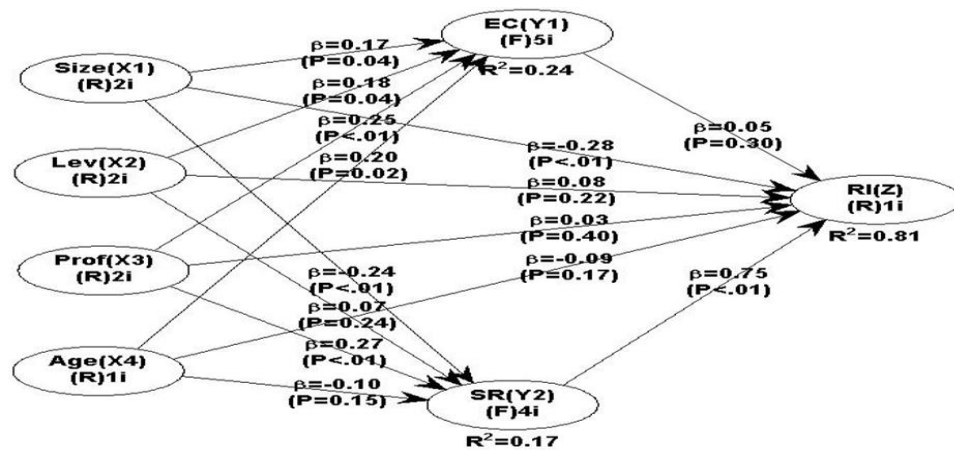 EC(Y1)
(F)5i
R²=0.24
Size(X1)
(R)2i
β=0.17
(P=0.04)
β=0.18
(P=0.04)
β=0.25
(P<.01)
β=0.20
(P=0.02)
β=0.05
(P=0.30)
β=-0.28
(P<.01)
Lev(X2)
(R)2i
β=0.08
(P=0.22)
RI(Z)
(R)1i
R²=0.81
β=0.03
(P=0.40)
Prof(X3)
(R)2i
β=-0.09
(P=0.17)
β=-0.24
(P<.01)
β=0.75
(P<.01)
β=0.07
(P=0.24)
β=0.27
(P<.01)
Age(X4)
(R)1i
β=-0.10
(P=0.15)
SR(Y2)
(F)4i
R²=0.17